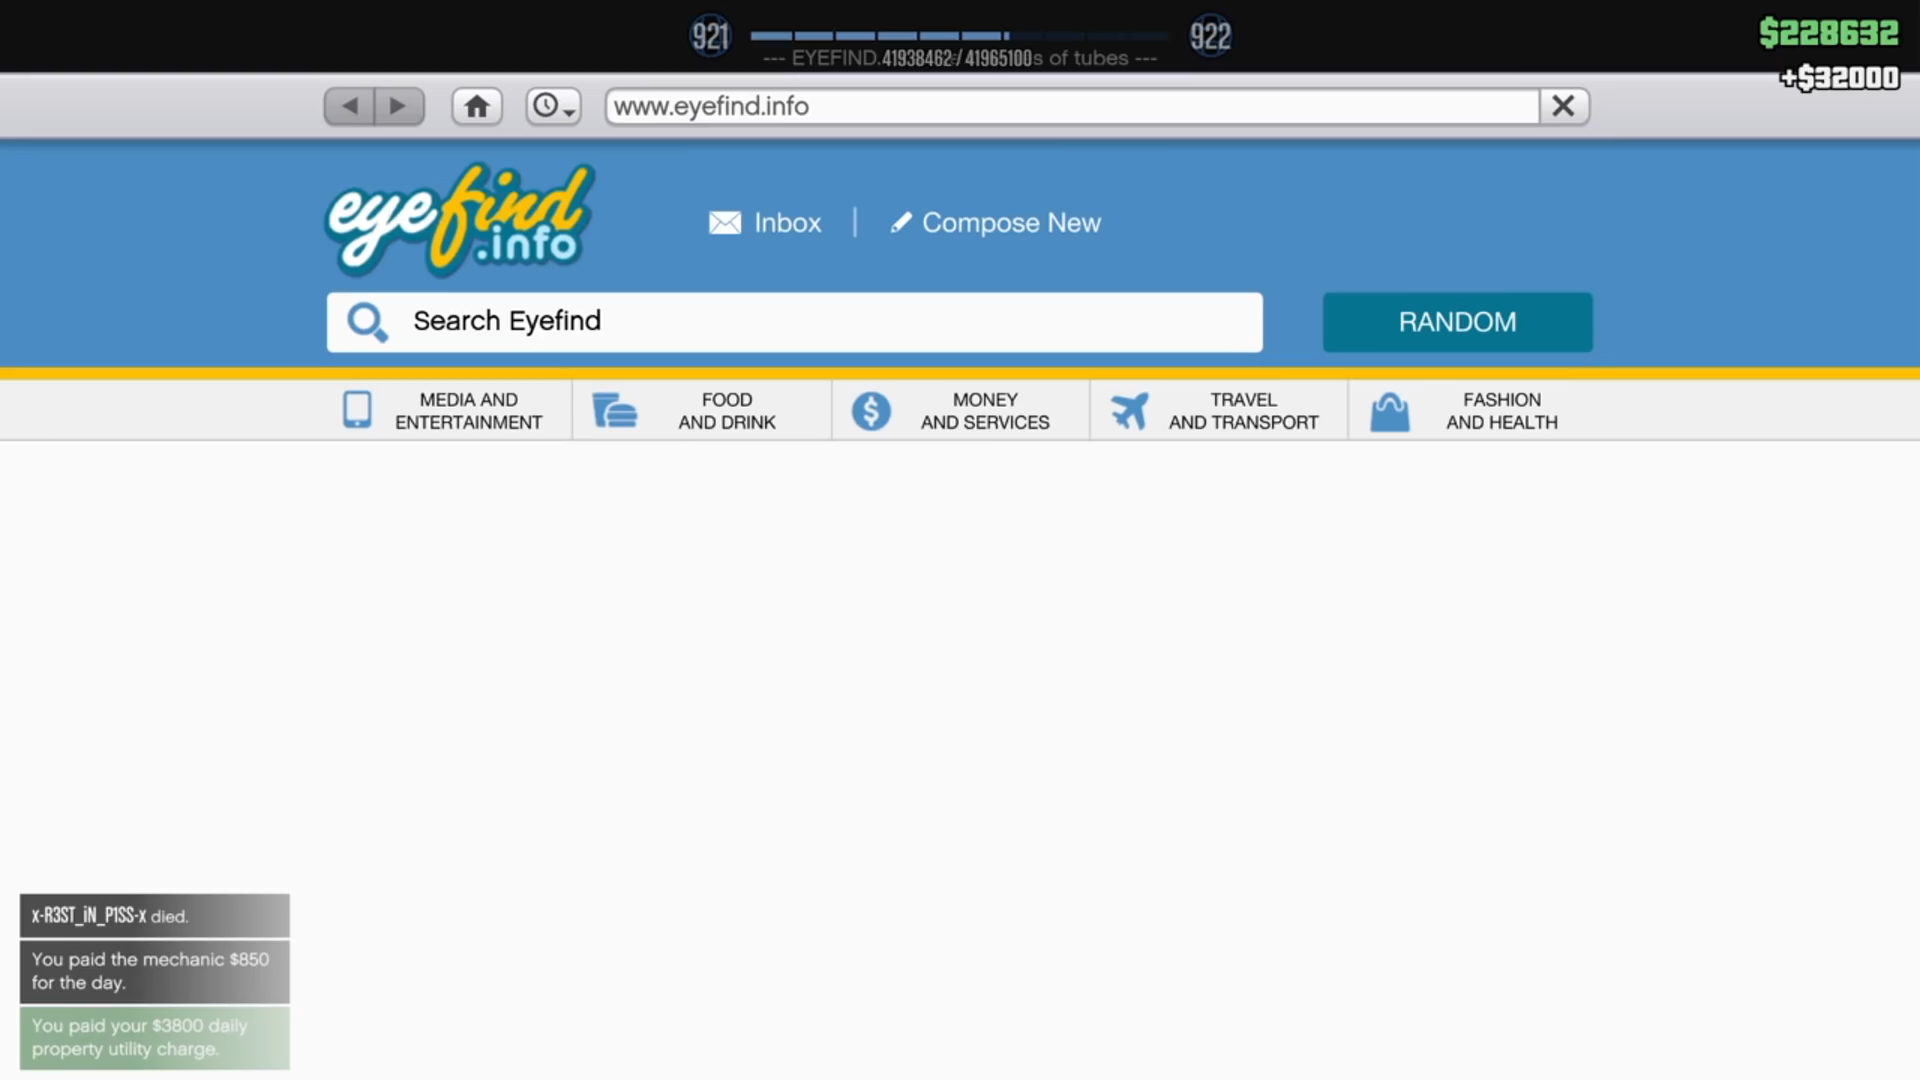 921
922
$228632
--- EYEFIND.41938462/41965100s of tubes ---
+$32000
www.eyefind.info
eyefind
.info
Inbox
Compose New
Search Eyefind
RANDOM
MEDIA AND
ENTERTAINMENT
FOOD
AND DRINK
MONEY
AND SERVICES
TRAVEL
AND TRANSPORT
FASHION
AND HEALTH
x-R3ST_iN_P1SS-x died.
You paid the mechanic $850
for the day.
You paid your $3800 daily
property utility charge.